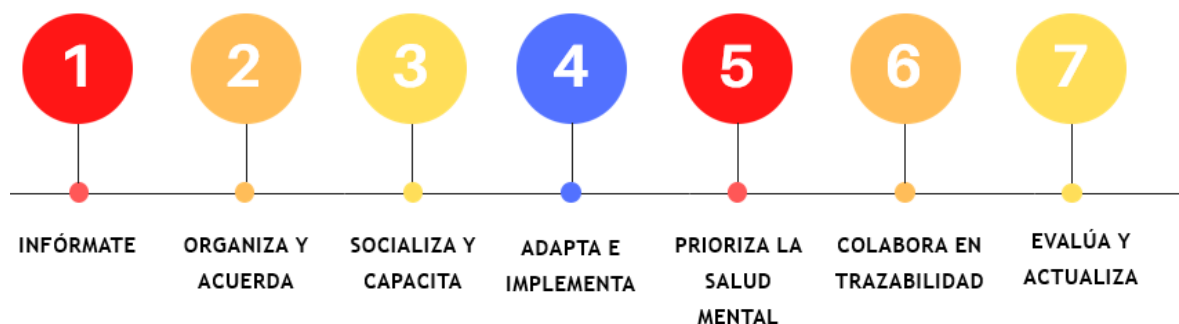 1
2
3
4
5
6
7
INFÓRMATE
ORGANIZA Y
ACUERDA
SOCIALIZA Y
CAPACITA
ADAPTA E
IMPLEMENTA
PRIORIZA LA
SALUD
MENTAL
COLABORA EN
TRAZABILIDAD
EVALÚA Y
ACTUALIZA